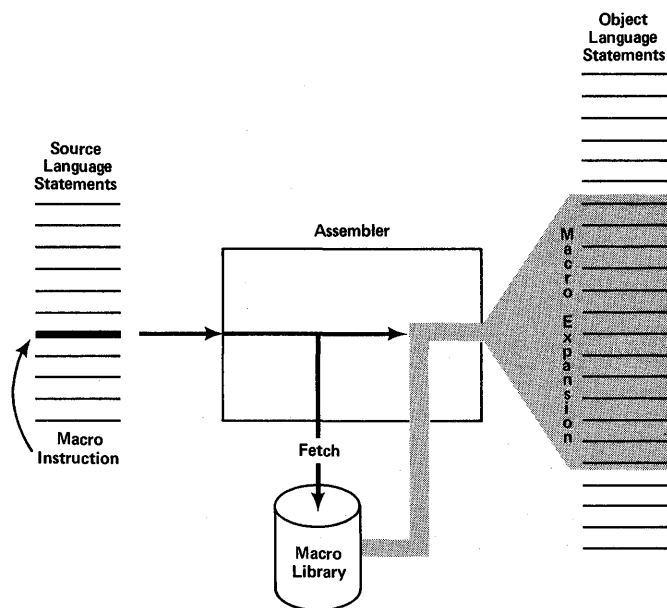 Object
Language
Statements
Source
Language
Statements
Assembler
Macro Expansion
Macro
Instruction
Fetch
Macro
Library